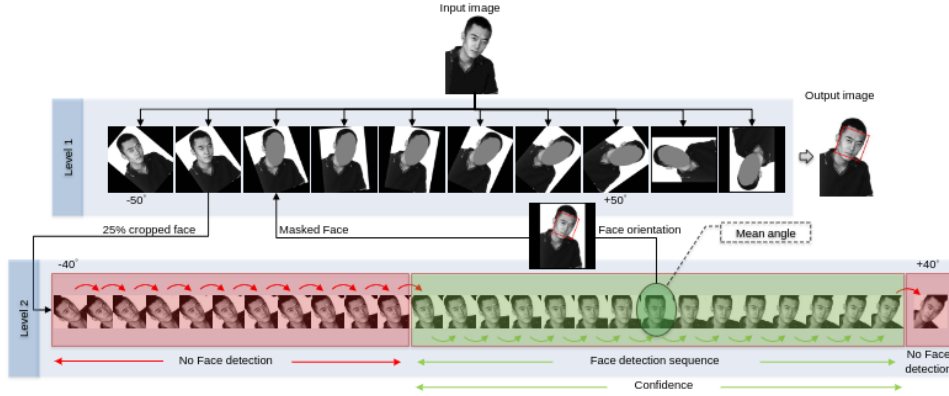 Input image
Output image
Level 1
-50°
+50°
25% cropped face
Masked Face
Face orientation
Mean angle
-40°
+40°
Level 2
No Face detection
Face detection sequence
No Face
detection
Confidence